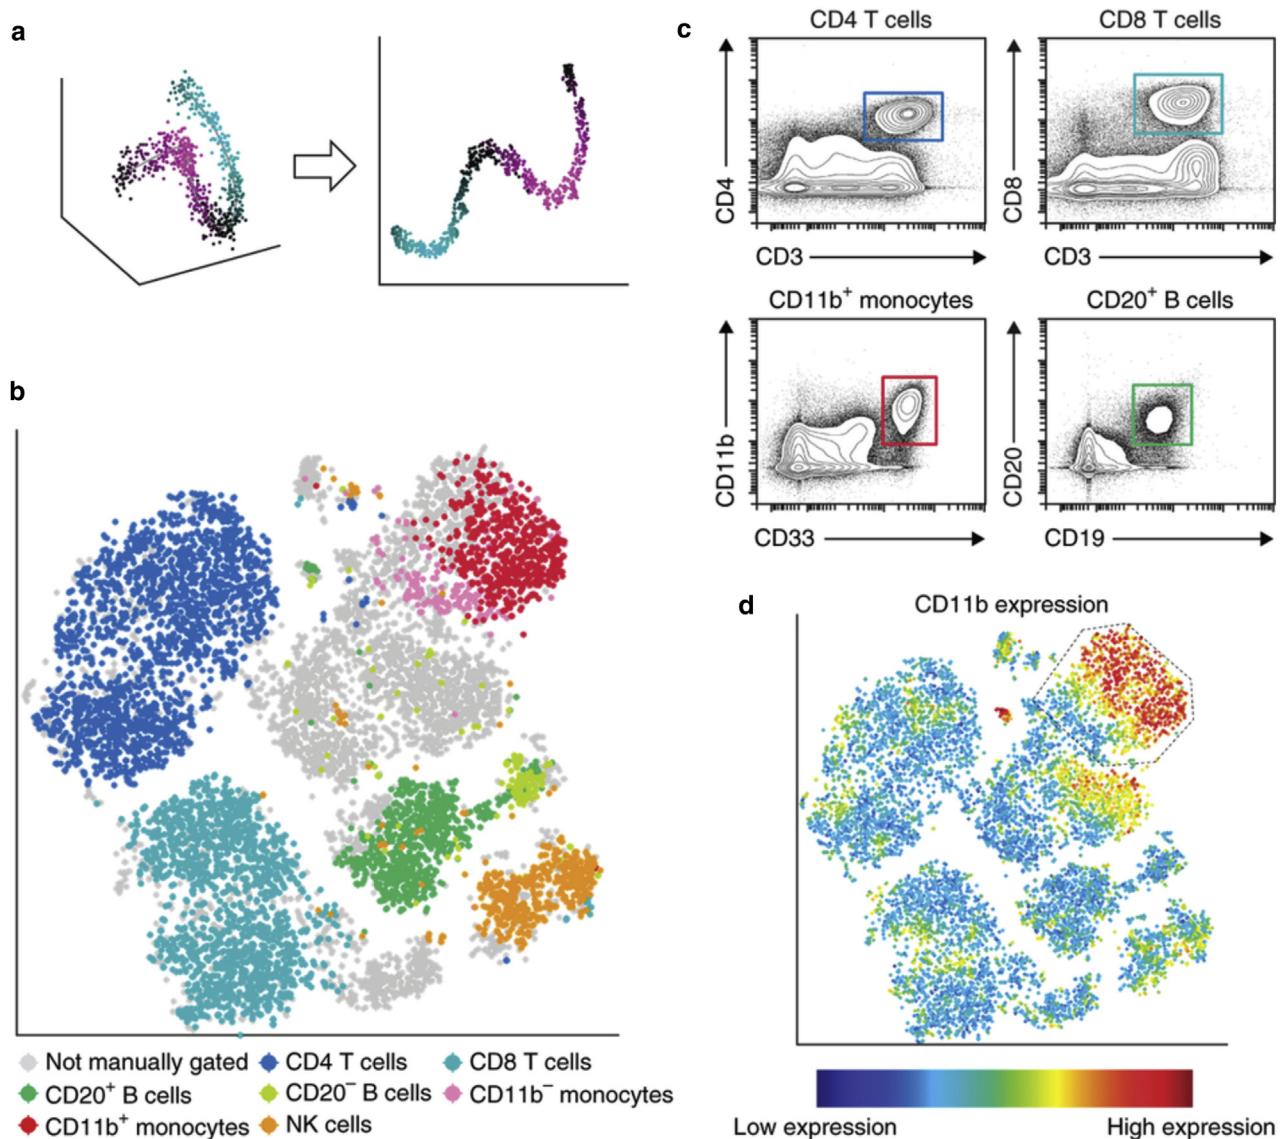 a
c
CD4 T cells
CD8 T cells
CD4
CD3
CD8
CD3
CD11b⁺ monocytes
CD20⁺ B cells
CD11b
CD33
CD20
CD19
b
d
CD11b expression
Low expression
High expression
Not manually gated
CD4 T cells
CD8 T cells
CD20⁺ B cells
CD20⁻ B cells
CD11b⁻ monocytes
CD11b⁺ monocytes
NK cells